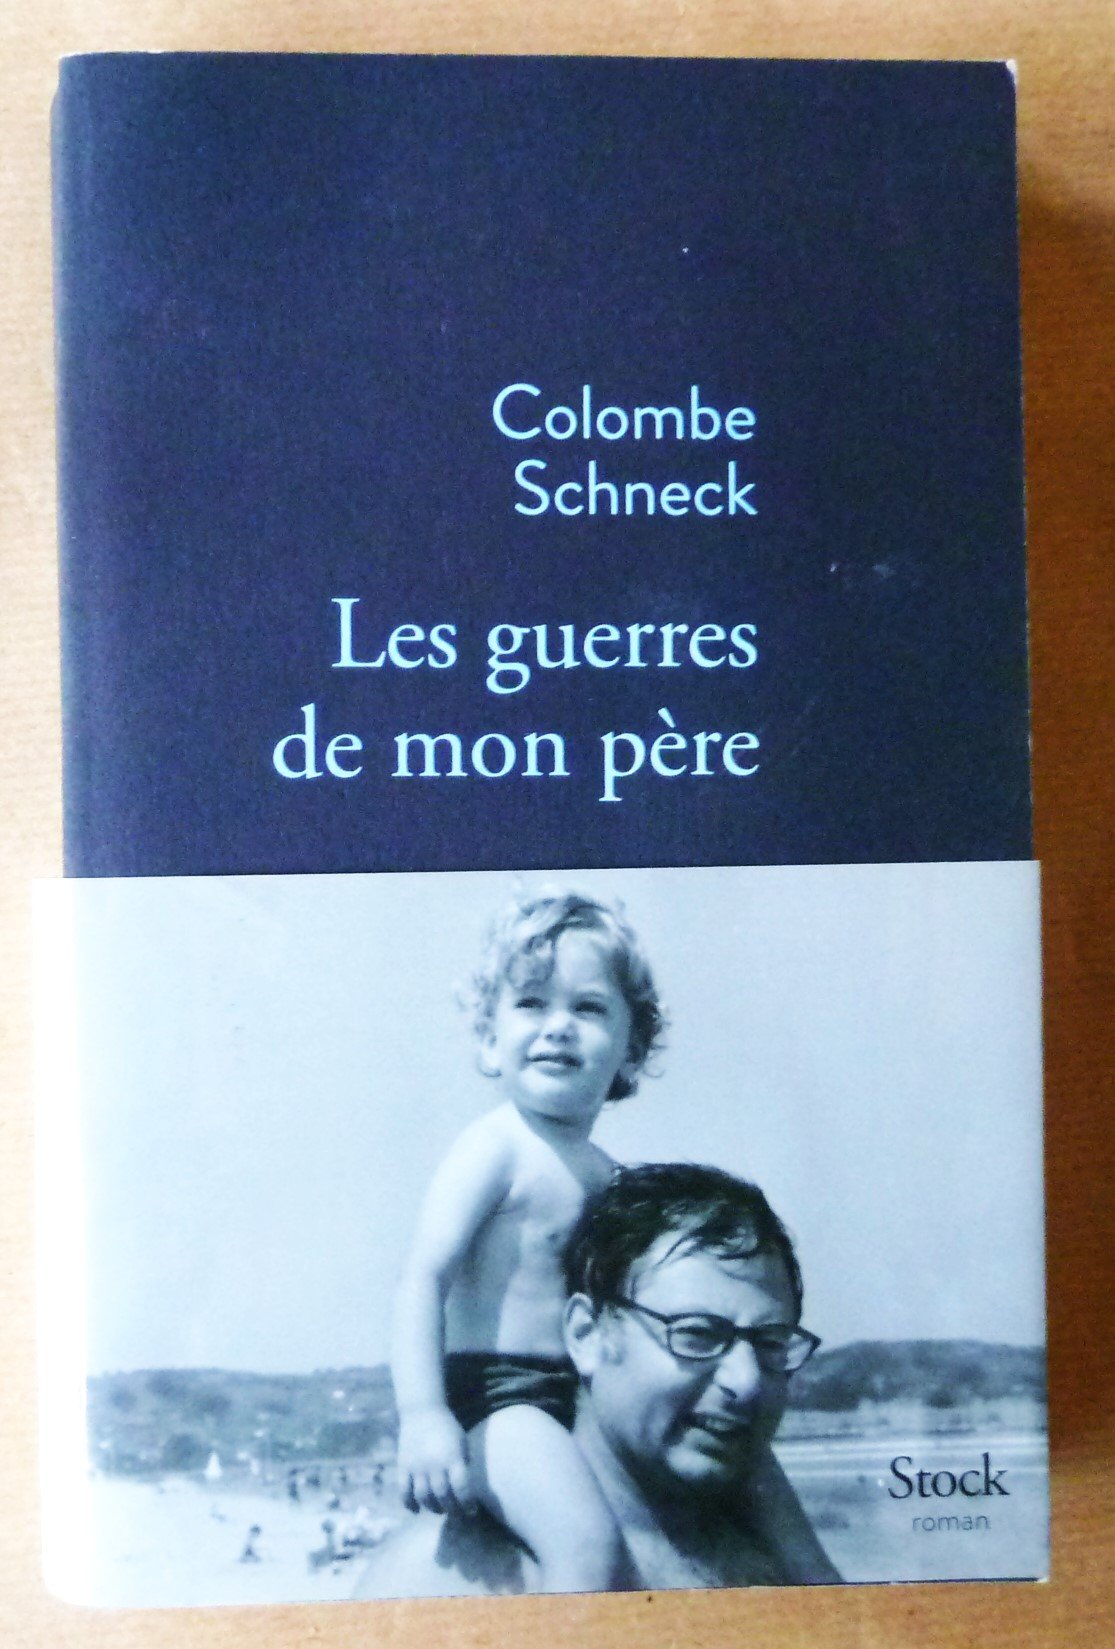 Colombe
Schneck
Les guerres
de mon père
Stock
roman